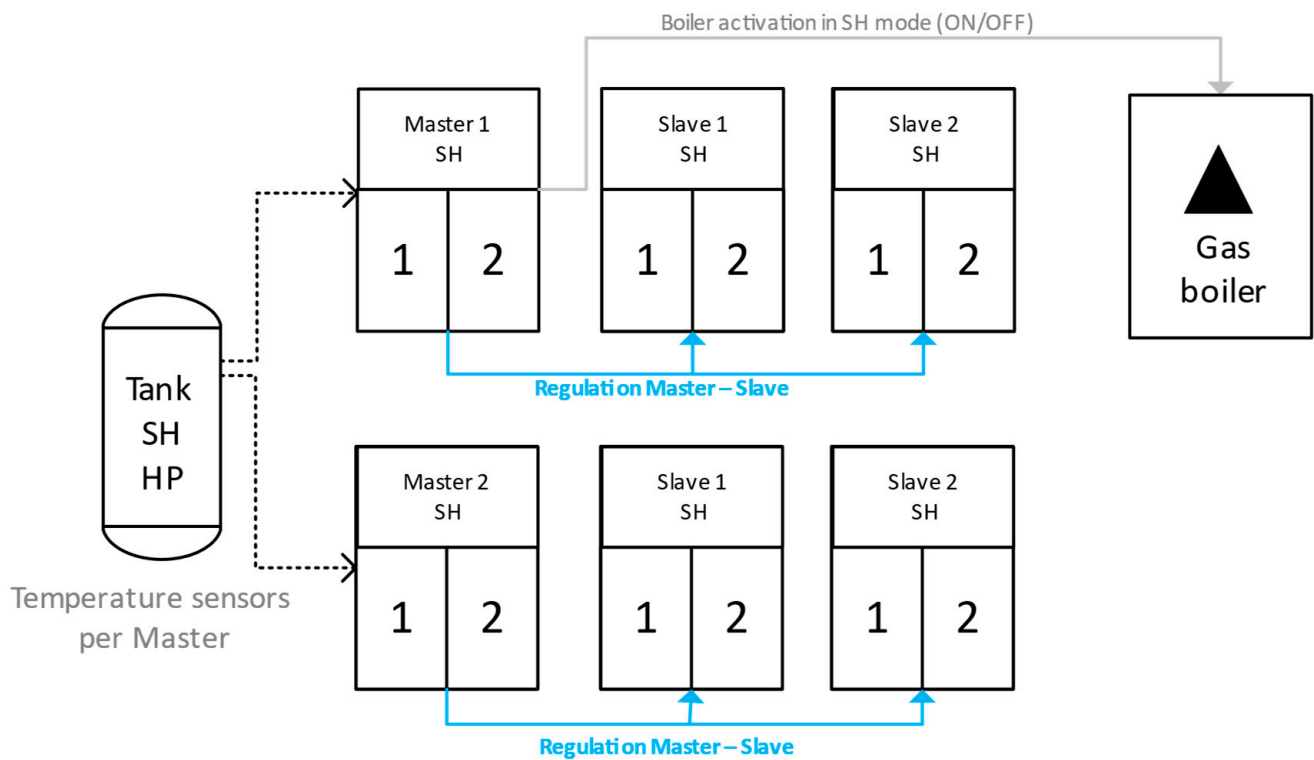 Boiler activation in SH mode (ON/OFF)
Master 1
SH
1
2
Slave 1
SH
1
2
Slave 2
SH
1
2
Gas
boiler
Regulation Master – Slave
Tank
SH
HP
Temperature sensors
per Master
Master 2
SH
1
2
Slave 1
SH
1
2
Slave 2
SH
1
2
Regulation Master – Slave